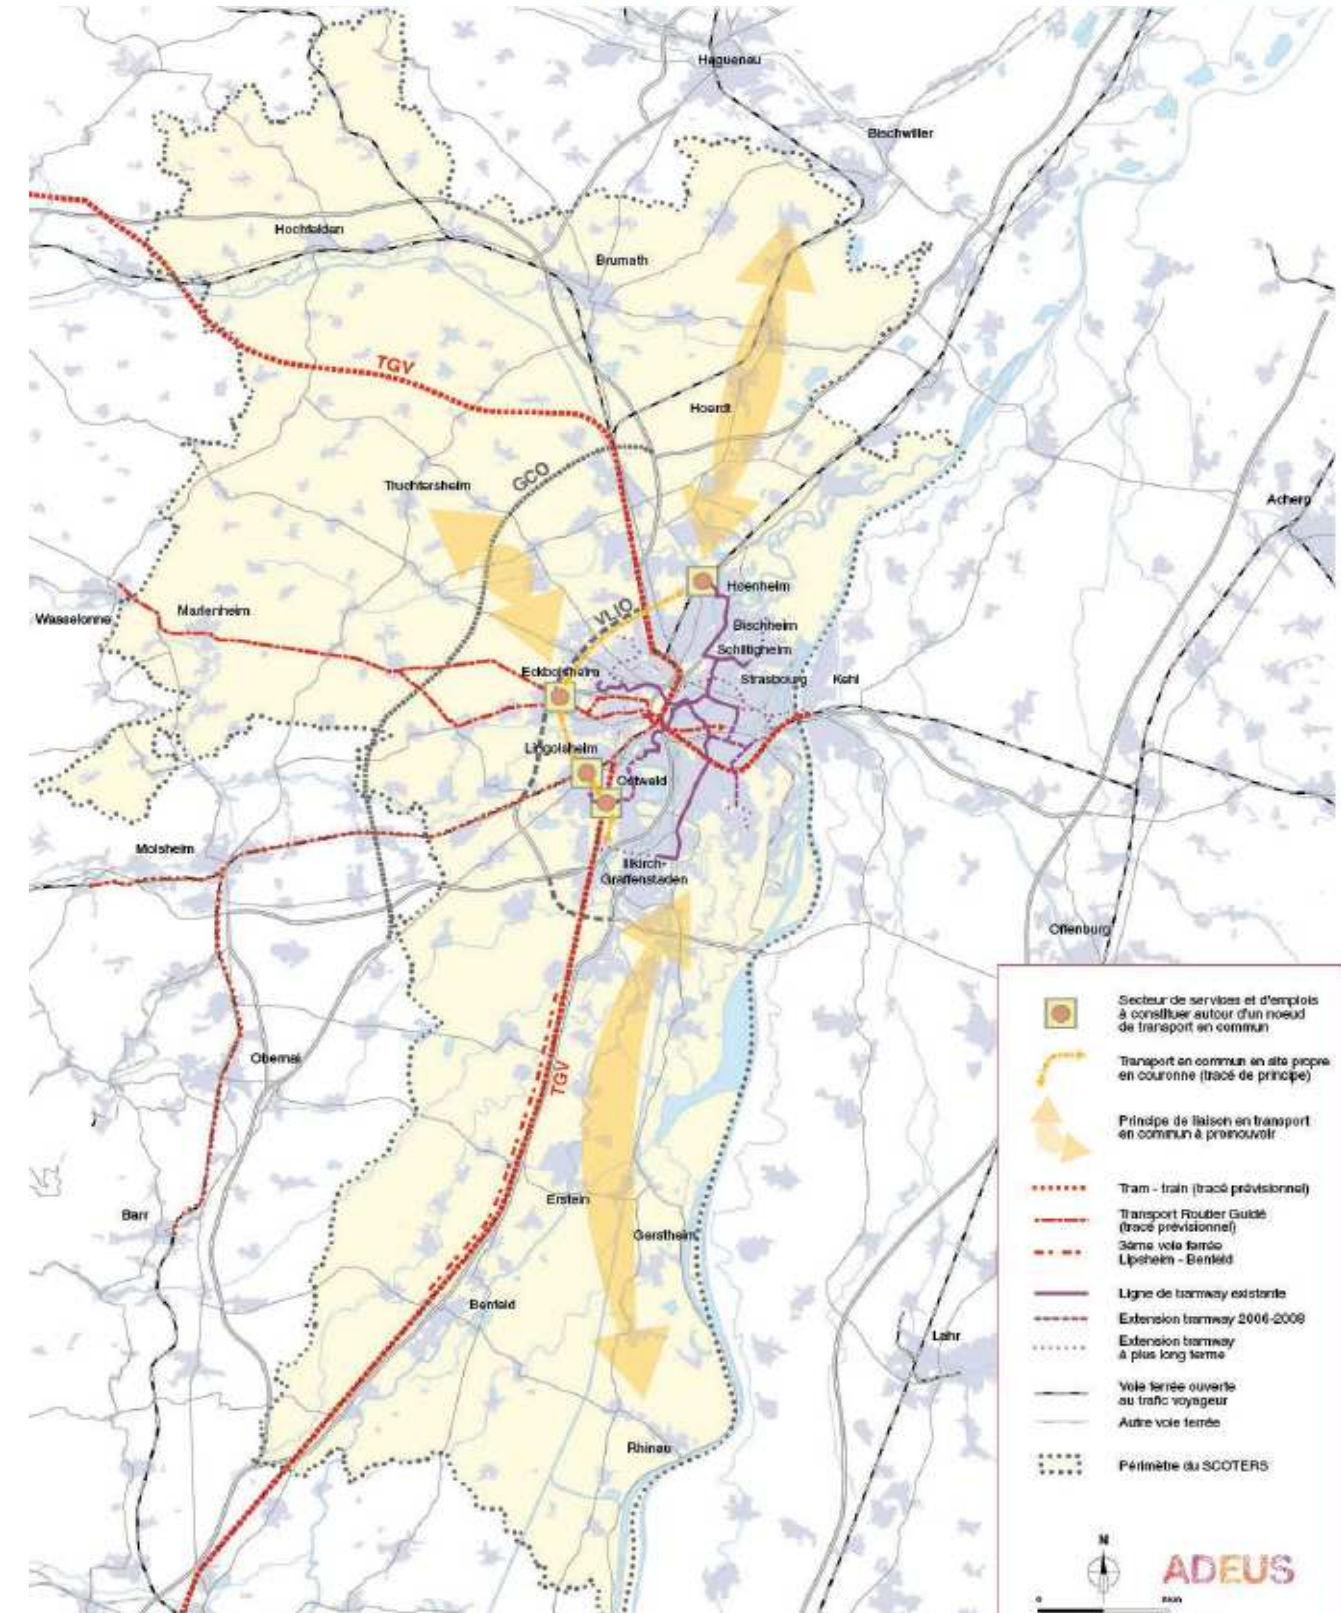 Haguenau
Bischwiller
Hochfelden
Brumath
TGV
Hoerdt
GCO
Truchtersheim
Achern
Hoenheim
VLIO
Wasselonne
Marlenheim
Bischheim
Schiltigheim
Eckbolsheim
Strasbourg
Kehl
Lingolsheim
Ostwald
Molsheim
Illkirch-
Graffenstaden
Offenburg
Obernai
TGV
Erstein
Barr
Gerstheim
Benfeld
Lahr
Rhinau
Secteur de services et d'emplois
à constituer autour d'un noeud
de transport en commun
Transport en commun en site propre
en couronne (tracé de principe)
Principe de liaison en transport
en commun à promouvoir
Tram - train (tracé prévisionnel)
Transport Routier Guidé
(tracé prévisionnel)
3ème voie ferrée
Lipsheim - Benfeld
Ligne de tramway existante
Extension tramway 2006-2008
Extension tramway
à plus long terme
Voie ferrée ouverte
au trafic voyageur
Autre voie ferrée
Périmètre du SCOTERS
N
ADEUS
0